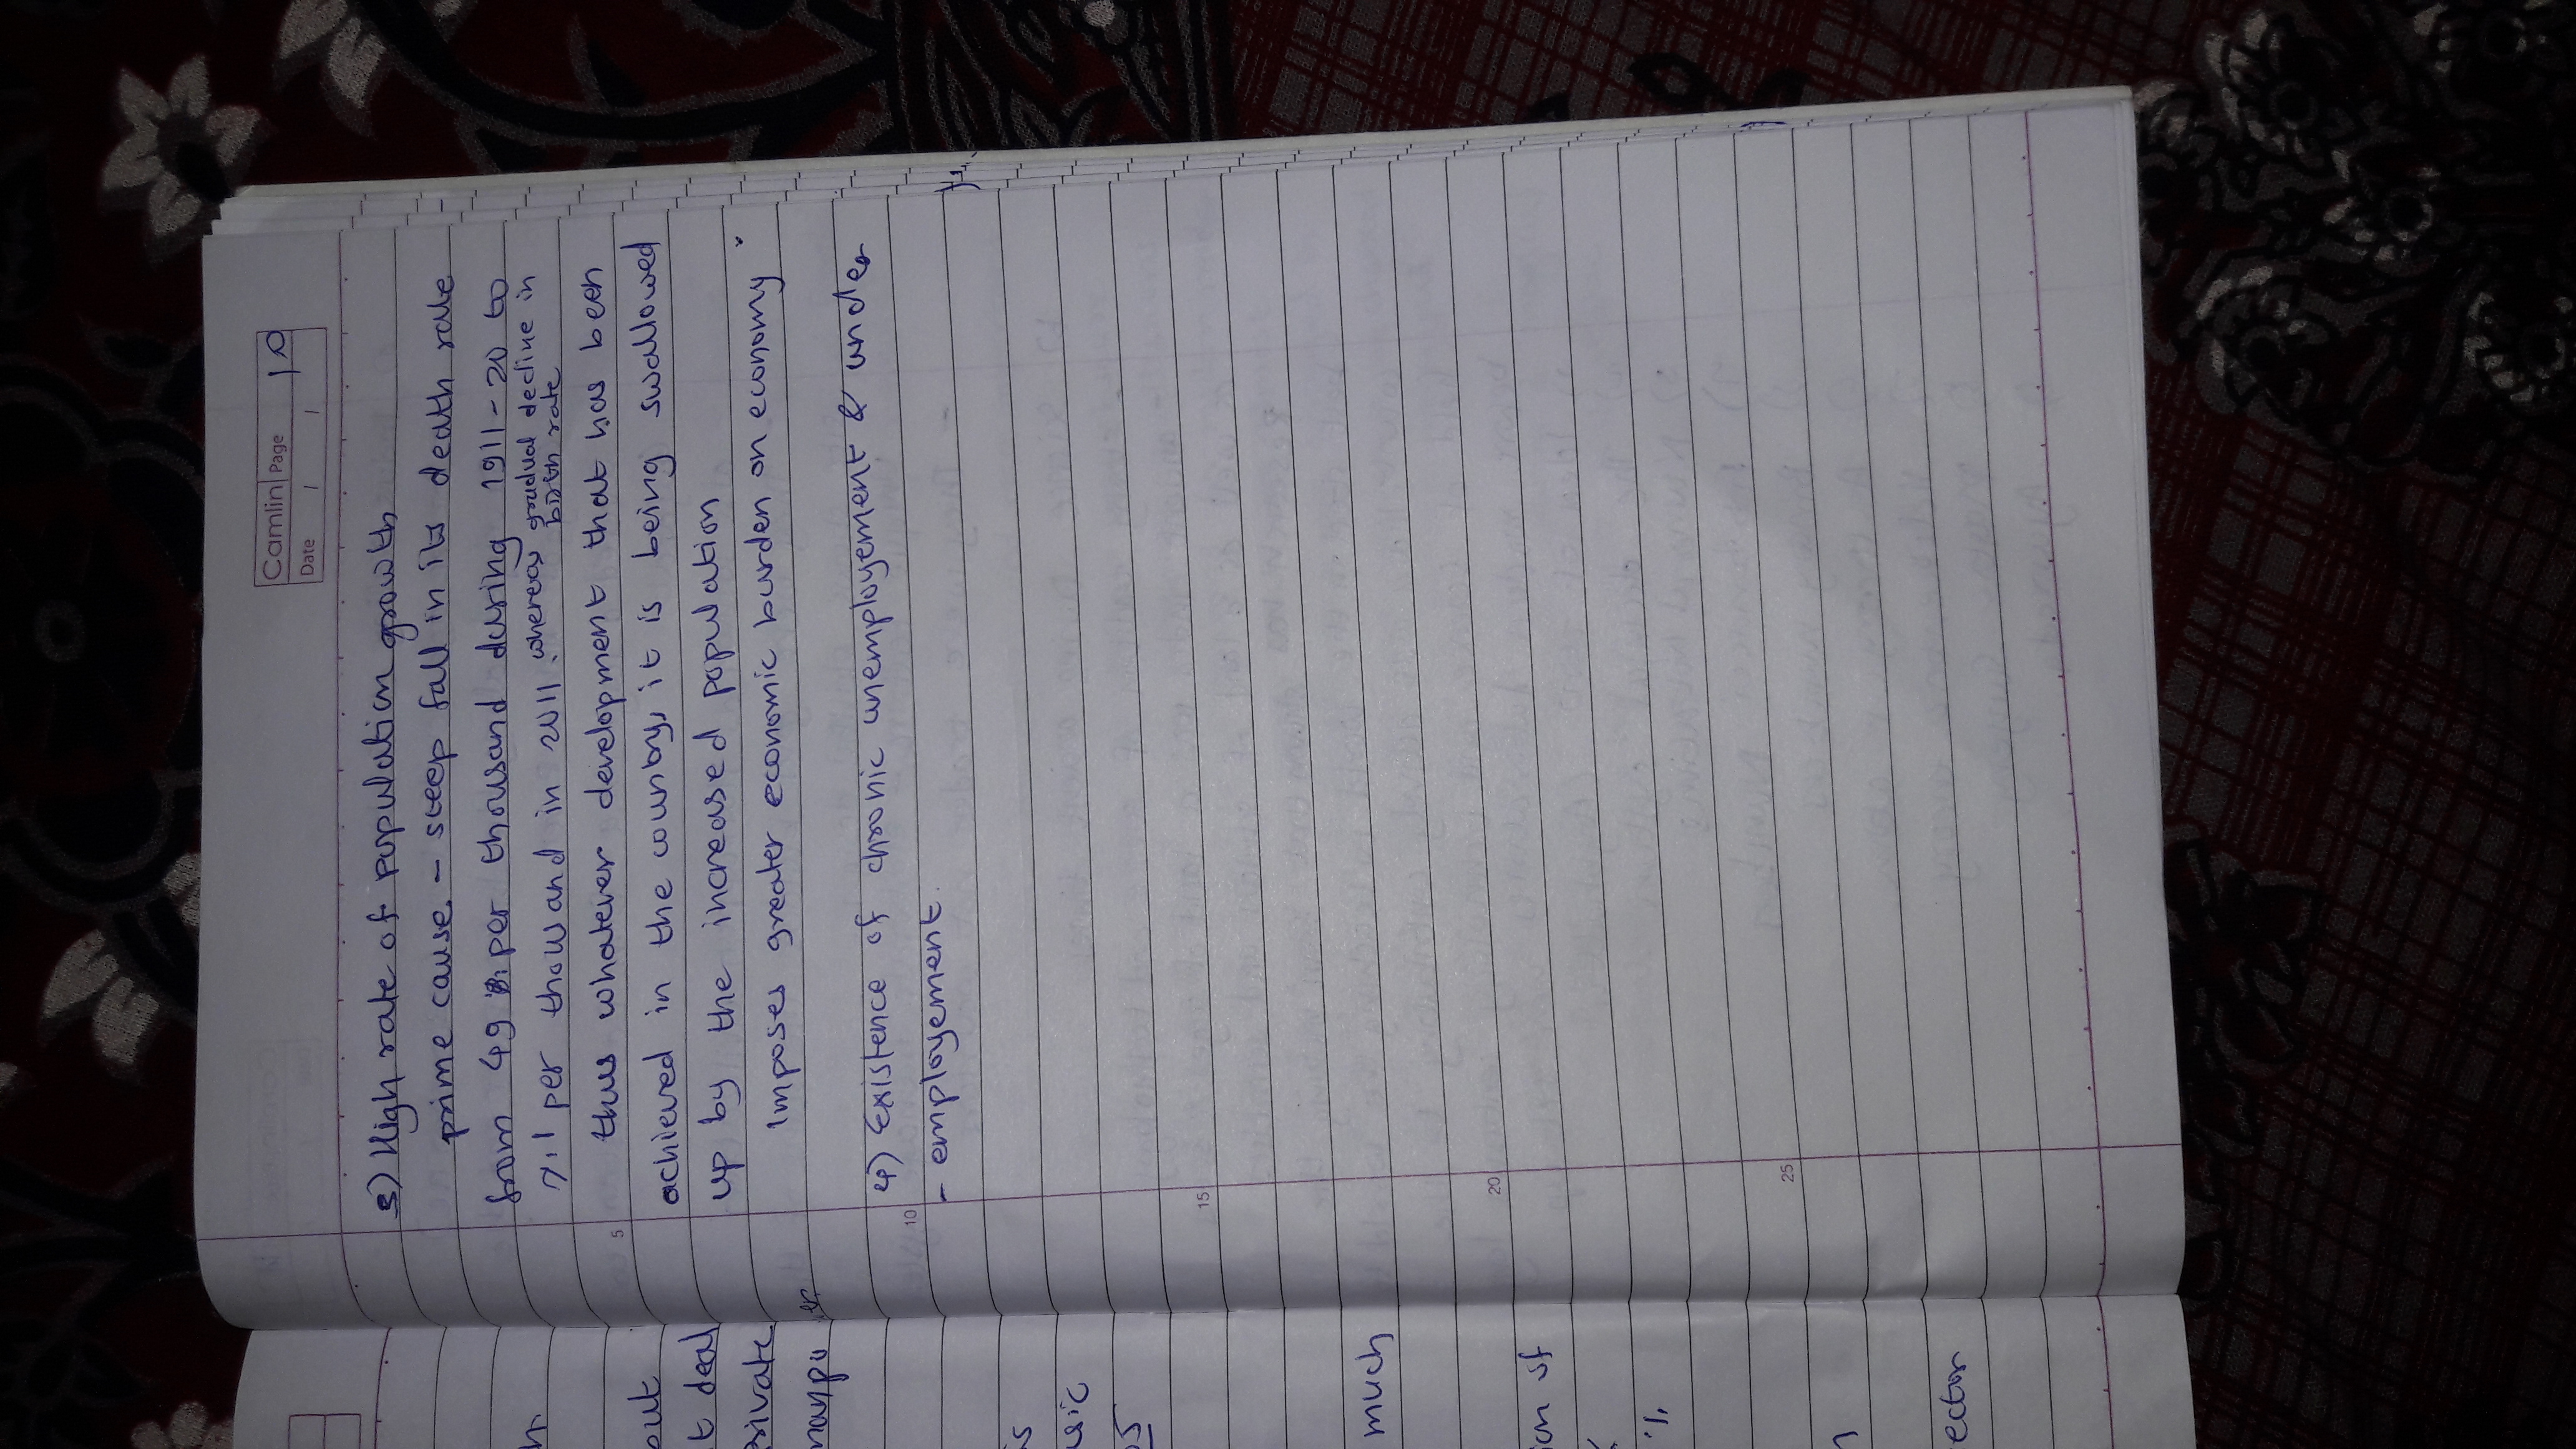 Camlin Page 10
Date / /
3) High rate of population growth
prime cause - steep fall in its death rate
from 49 per thousand during 1911-20 to
7.1 per thousand in 2011. whereas gradual decline in
birth rate
thus whatever development that has been
5
achieved in the country, it is being swallowed
up by the increased population
Imposes greater economic burden on economy
4) Existence of chronic unemployement & under
10
- employement.
15
20
25
out
t deal
private
manpower
is
usic
much
ion of
%
ector